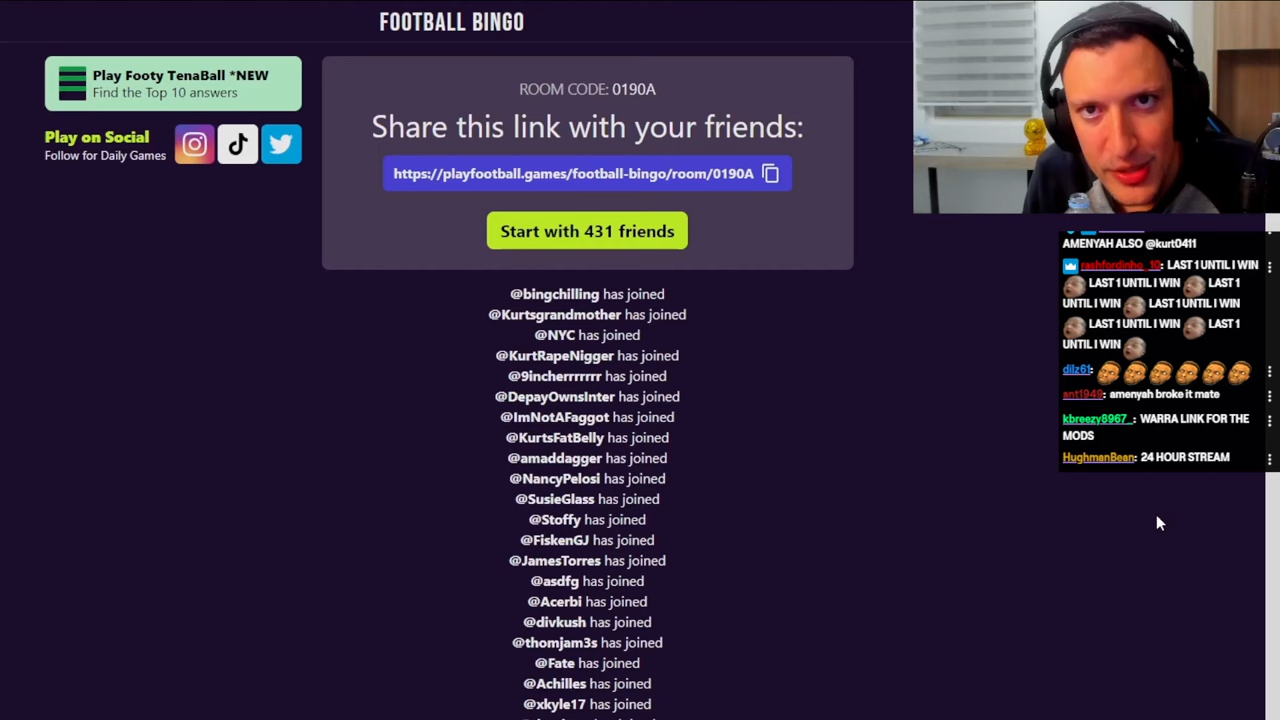 FOOTBALL BINGO
Play Footy TenaBall *NEW
Find the Top 10 answers
Play on Social
Follow for Daily Games
ROOM CODE: 0190A
Share this link with your friends:
https://playfootball.games/football-bingo/room/0190A
Start with 431 friends
@bingchilling has joined
@Kurtsgrandmother has joined
@NYC has joined
@KurtRapeNigger has joined
@9incherrrrrrr has joined
@DepayOwnsInter has joined
@ImNotAFaggot has joined
@KurtsFatBelly has joined
@amaddagger has joined
@NancyPelosi has joined
@SusieGlass has joined
@Stoffy has joined
@FiskenGJ has joined
@JamesTorres has joined
@asdfg has joined
@Acerbi has joined
@divkush has joined
@thomjam3s has joined
@Fate has joined
@Achilles has joined
@xkyle17 has joined
AMENYAH ALSO @kurt0411
rashfordinho_10: LAST 1 UNTIL I WIN
LAST 1 UNTIL I WIN LAST 1
UNTIL I WIN LAST 1 UNTIL I WIN
LAST 1 UNTIL I WIN LAST 1
UNTIL I WIN
dilz61:
ant1949: amenyah broke it mate
kbreezy8967_: WARRA LINK FOR THE
MODS
HughmanBean: 24 HOUR STREAM